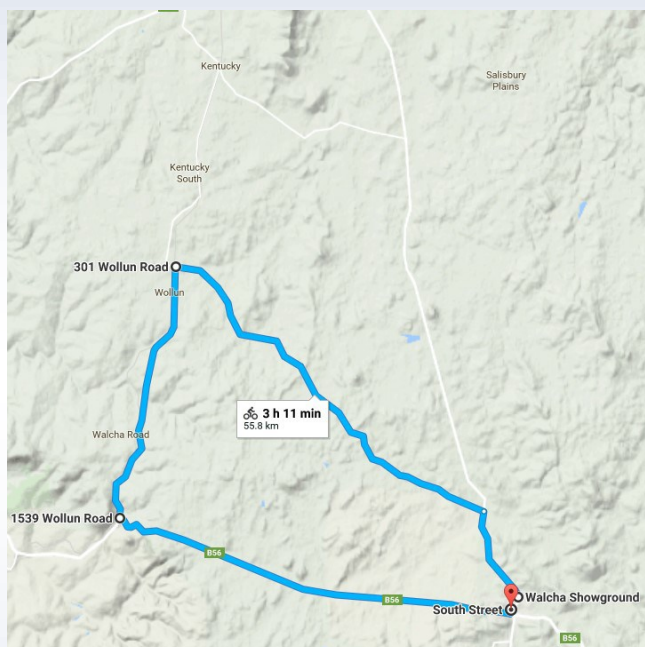 Kentucky
Salisbury
Plains
Kentucky
South
301 Wollun Road
Wollun
3 h 11 min
55.8 km
Walcha Road
1539 Wollun Road
B56
B56
Walcha Showground
South Street
B56